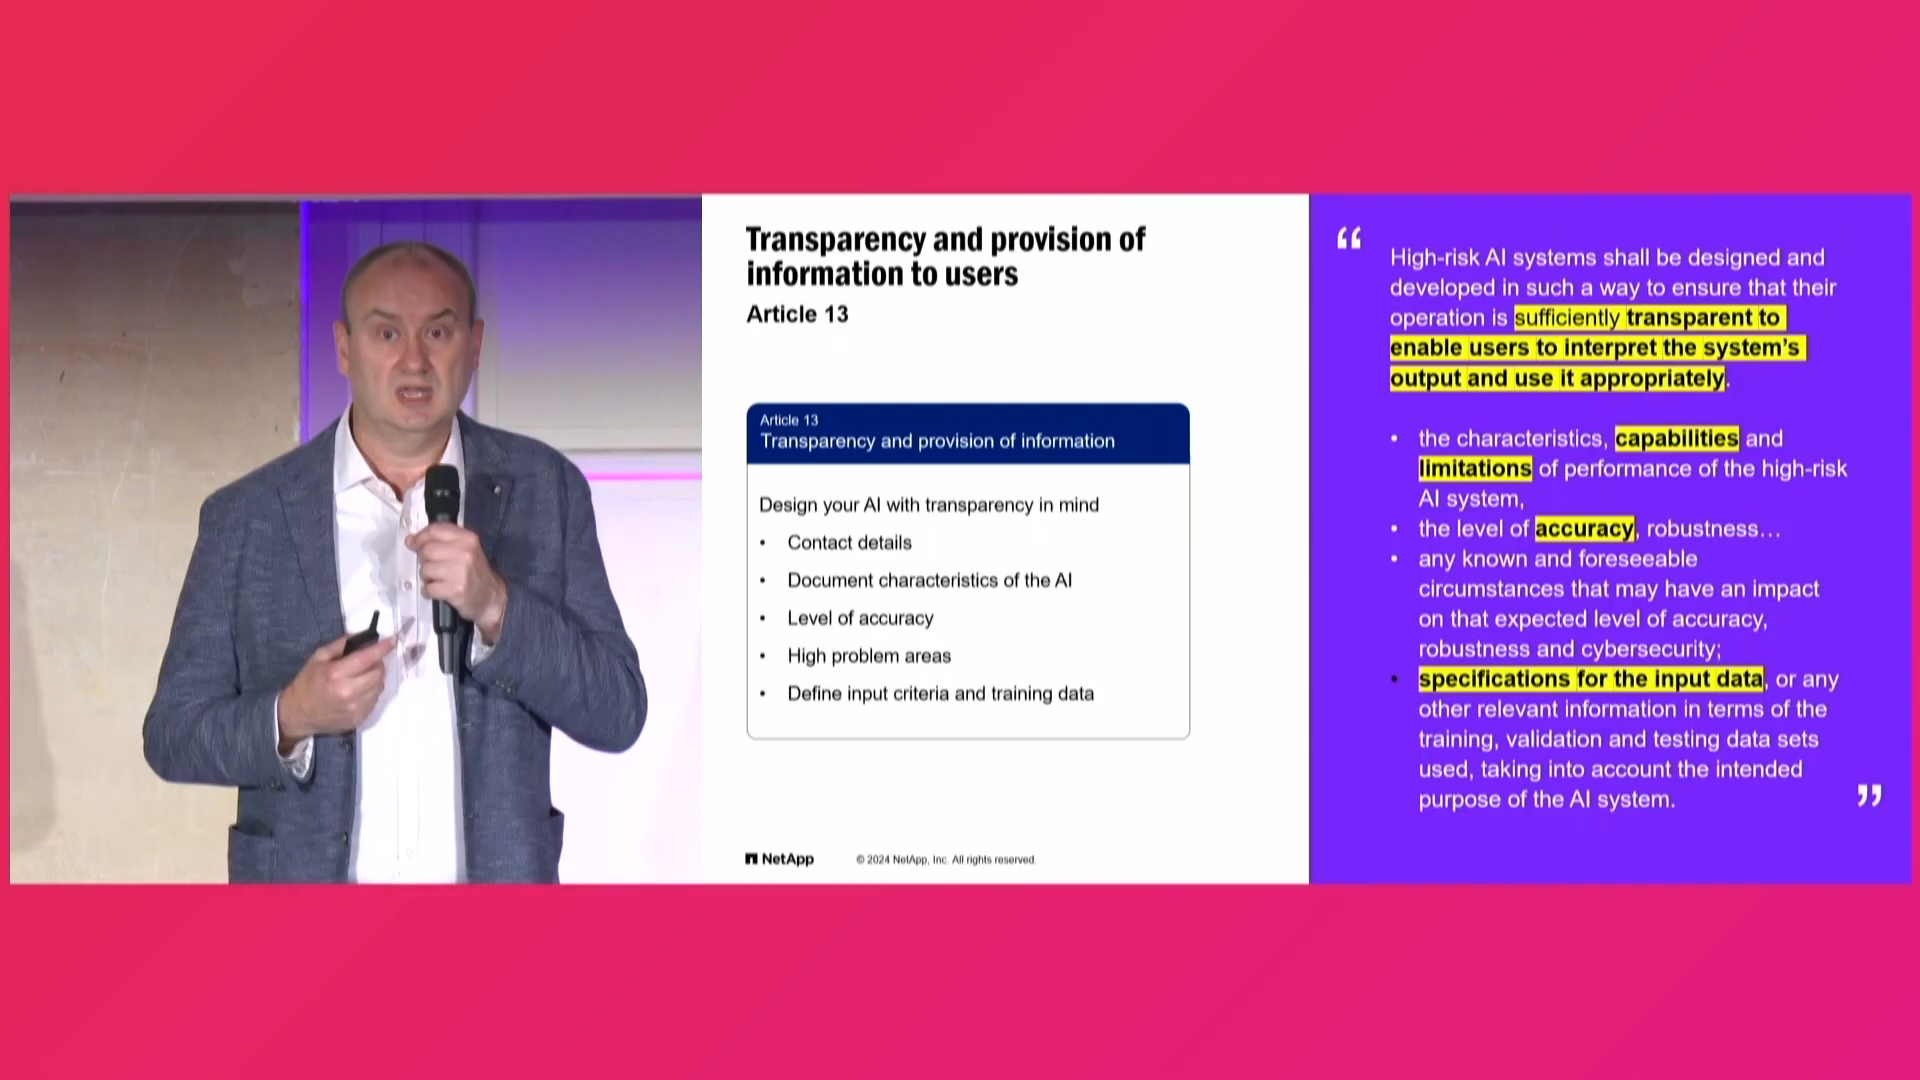 Transparency and provision of
information to users
Article 13
Article 13
Transparency and provision of information
Design your AI with transparency in mind
• Contact details
• Document characteristics of the AI
• Level of accuracy
• High problem areas
• Define input criteria and training data
NetApp
© 2024 NetApp, Inc. All rights reserved.
“
High-risk AI systems shall be designed and
developed in such a way to ensure that their
operation is sufficiently transparent to
enable users to interpret the system’s
output and use it appropriately.
• the characteristics, capabilities and
limitations of performance of the high-risk
AI system,
• the level of accuracy, robustness…
• any known and foreseeable
circumstances that may have an impact
on that expected level of accuracy,
robustness and cybersecurity;
• specifications for the input data, or any
other relevant information in terms of the
training, validation and testing data sets
used, taking into account the intended
purpose of the AI system.
”